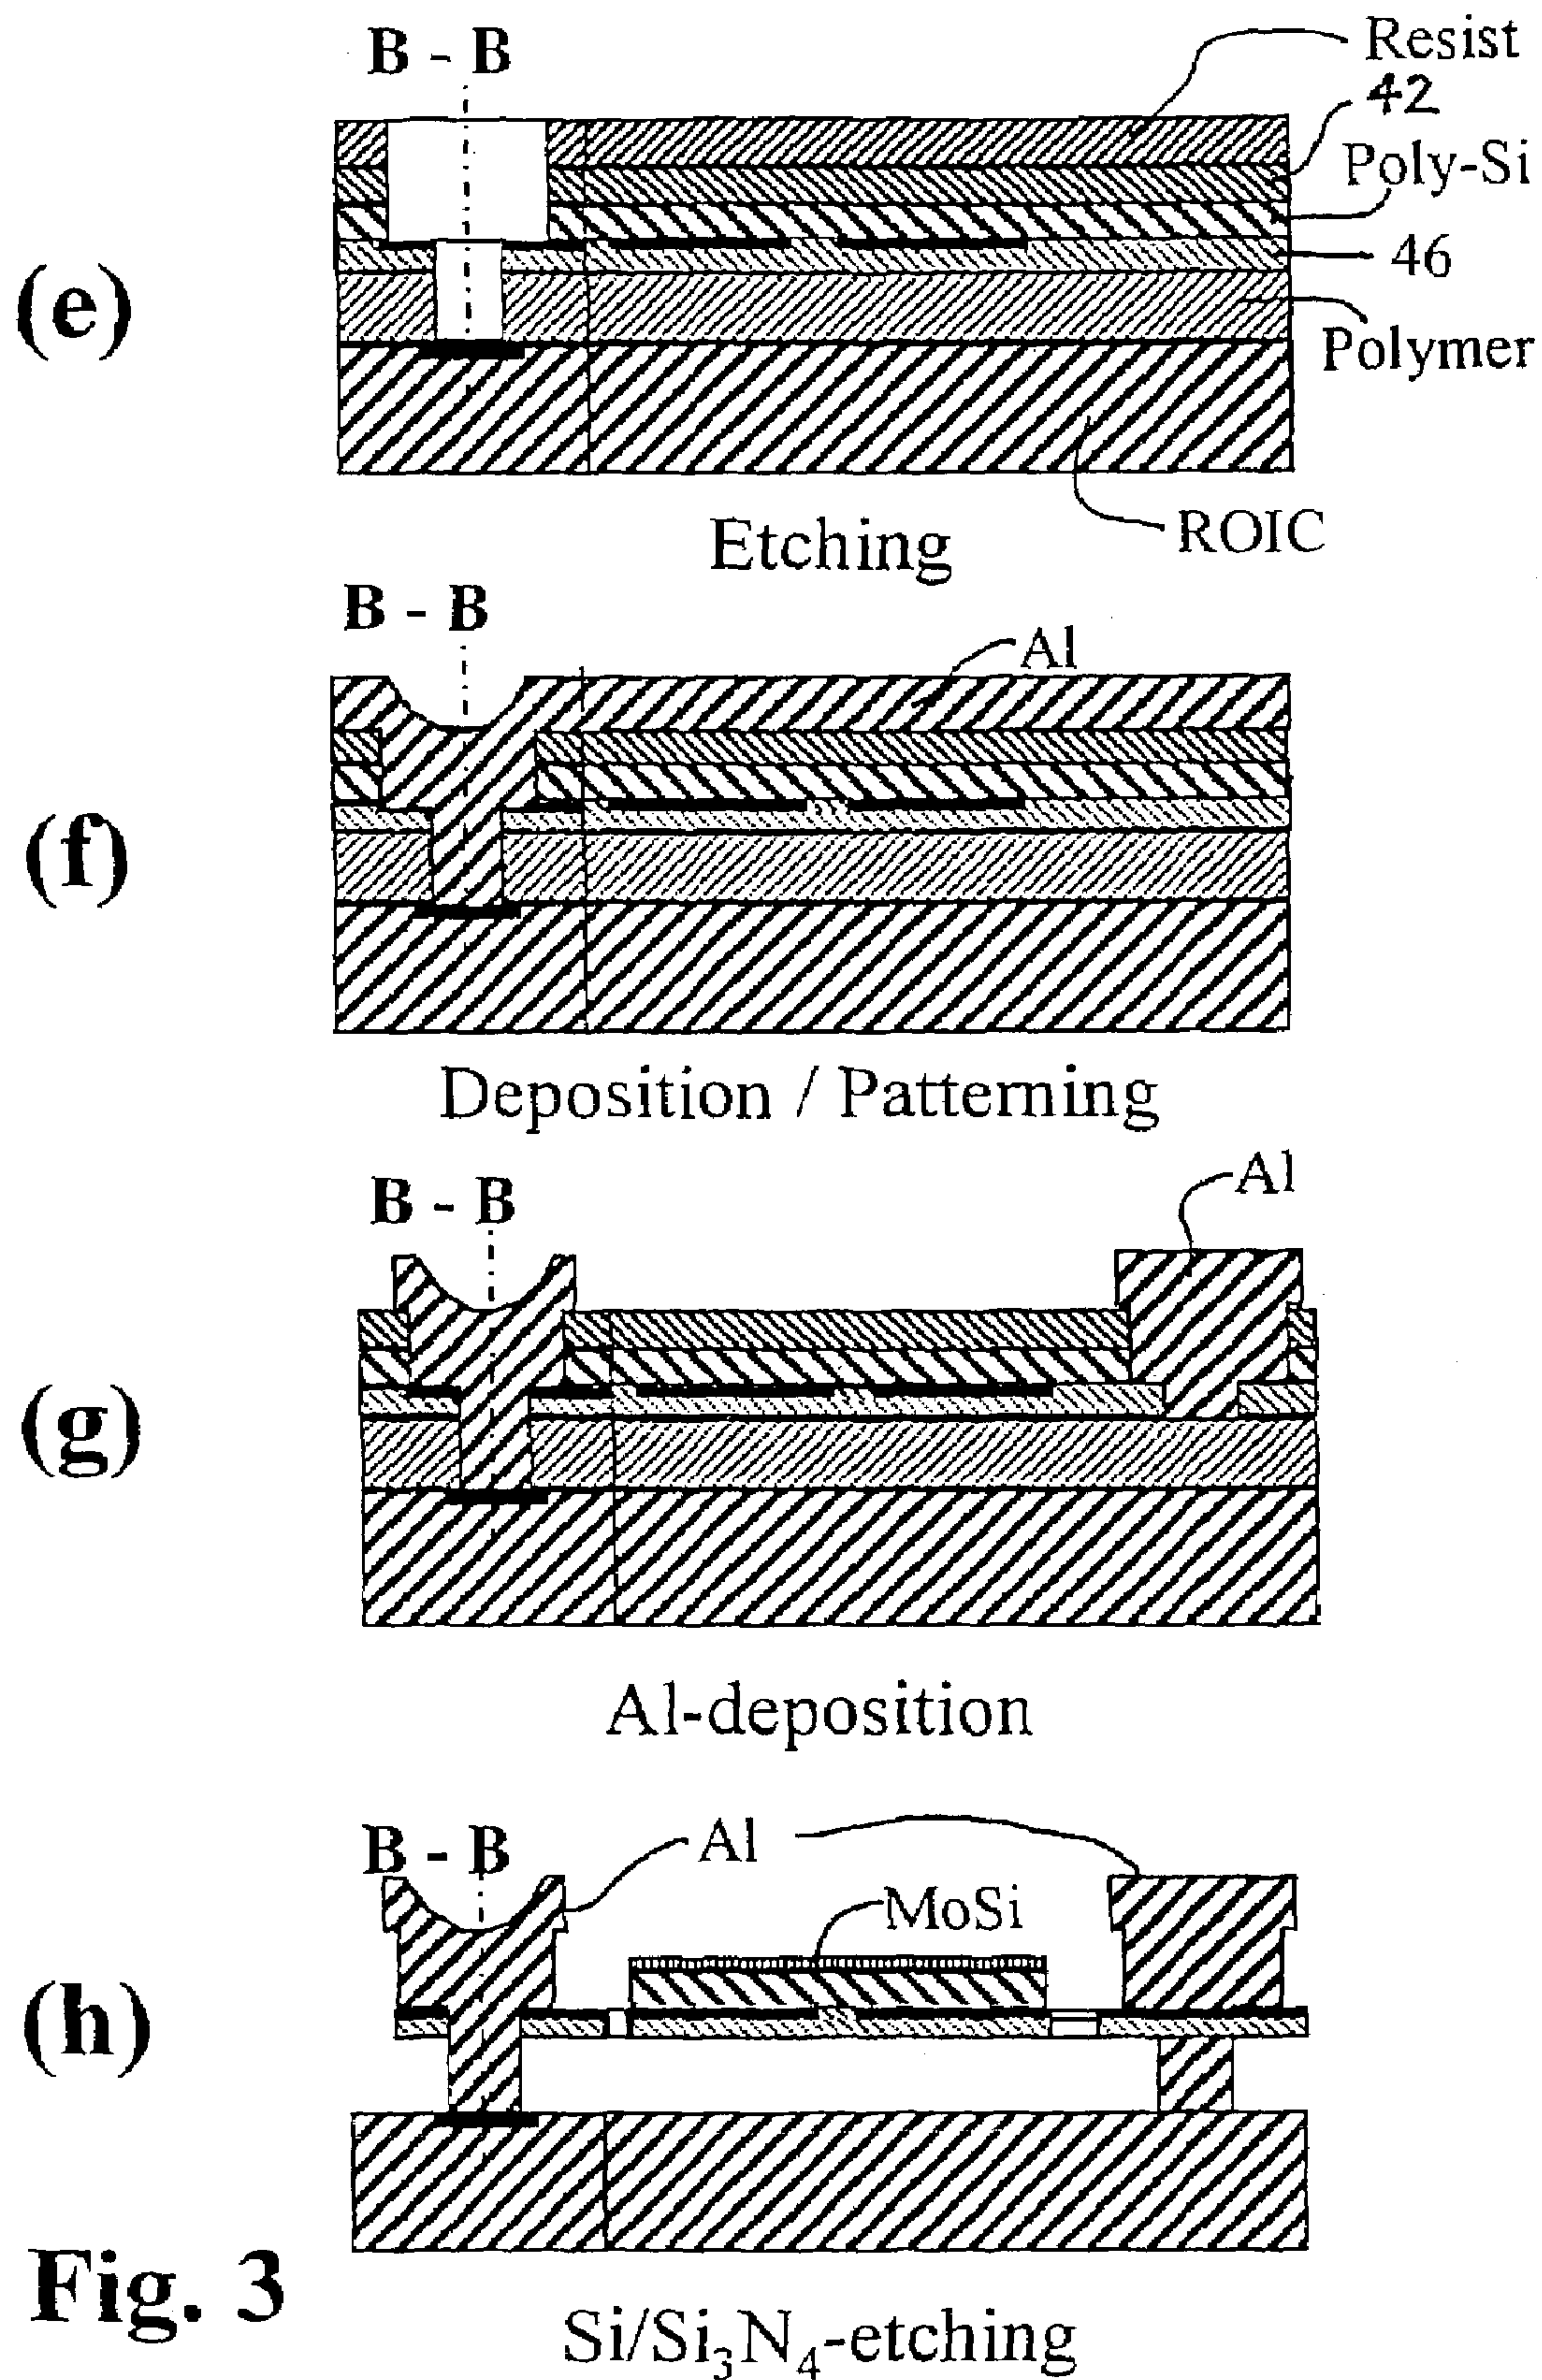 B - B
Resist
42
Poly-Si
46
(e)
Polymer
ROIC
Etching
B - B
Al
(f)
Deposition / Patterning
B - B
Al
(g)
Al-deposition
B - B
Al
MoSi
(h)
Fig. 3
Si/Si₃N₄-etching